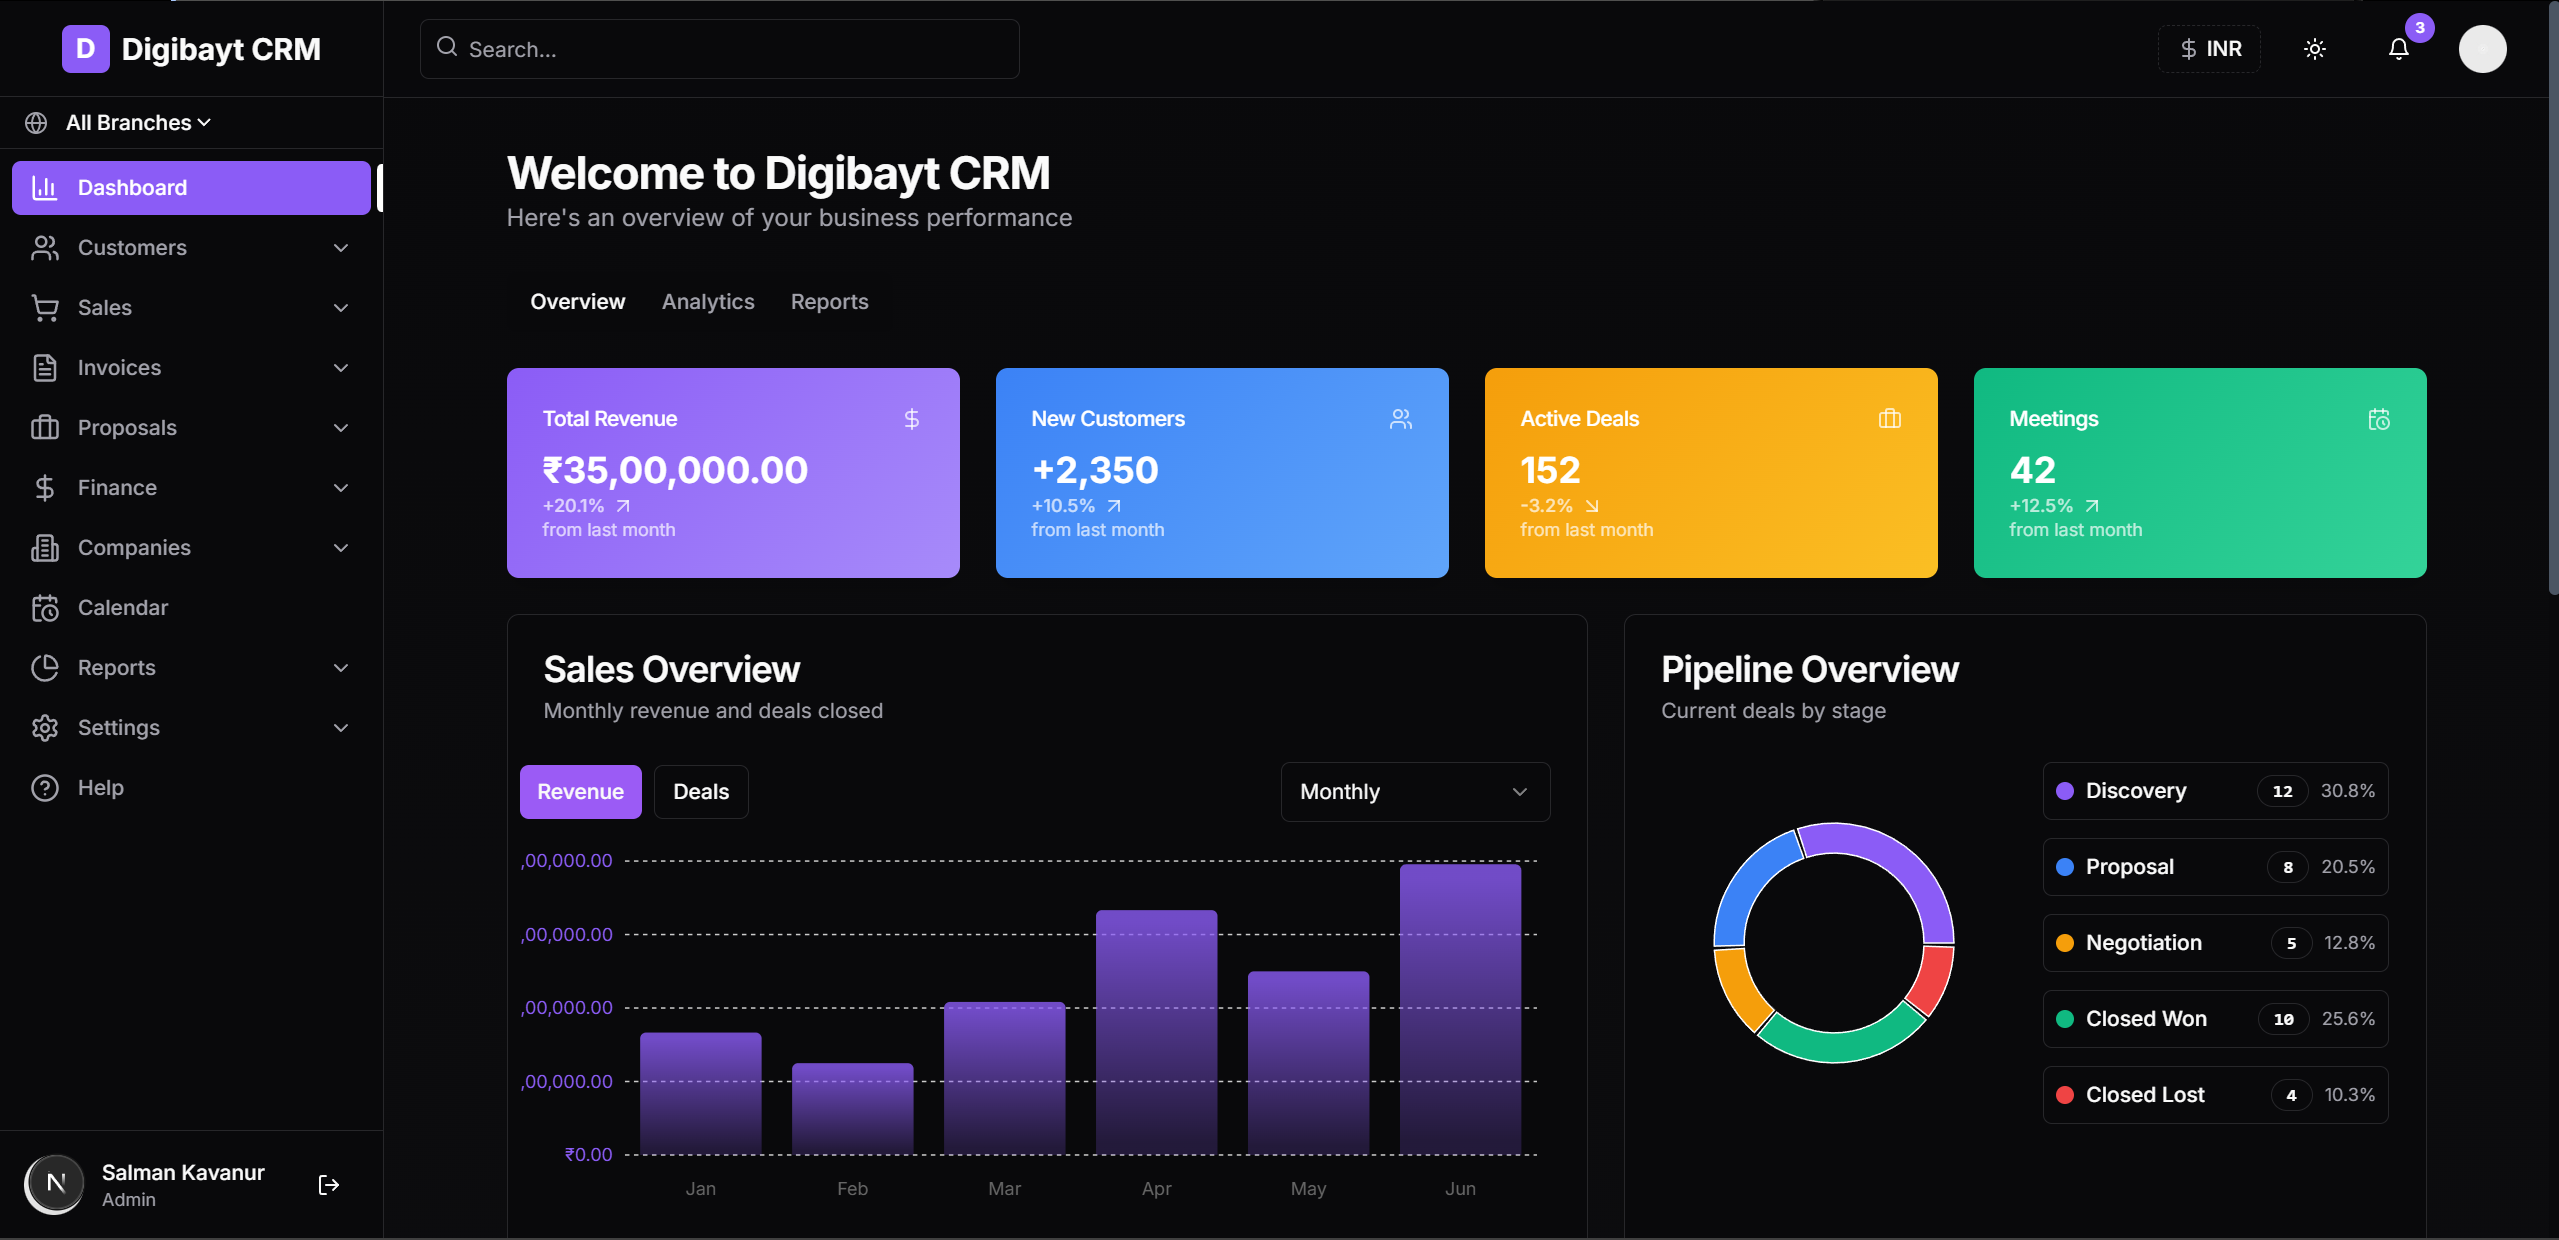 D Digibayt CRM
All Branches
Dashboard
Customers
Sales
Invoices
Proposals
Finance
Companies
Calendar
Reports
Settings
Help
N
Salman Kavanur
Admin
Search...
$ INR
3
Welcome to Digibayt CRM
Here's an overview of your business performance
Overview Analytics Reports
Total Revenue
₹35,00,000.00
+20.1%
from last month
New Customers
+2,350
+10.5%
from last month
Active Deals
152
-3.2%
from last month
Meetings
42
+12.5%
from last month
Sales Overview
Monthly revenue and deals closed
Revenue Deals Monthly
,00,000.00
,00,000.00
,00,000.00
,00,000.00
₹0.00
Jan Feb Mar Apr May Jun
Pipeline Overview
Current deals by stage
Discovery 12 30.8%
Proposal 8 20.5%
Negotiation 5 12.8%
Closed Won 10 25.6%
Closed Lost 4 10.3%